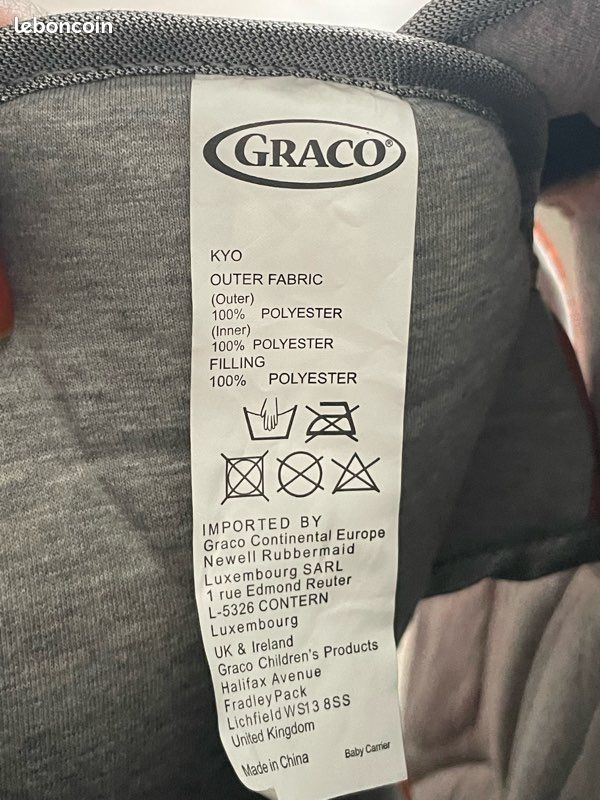 leboncoin
GRACO®
KYO
OUTER FABRIC
(Outer)
100% POLYESTER
(Inner)
100% POLYESTER
FILLING
100% POLYESTER
IMPORTED BY
Graco Continental Europe
Newell Rubbermaid
Luxembourg SARL
1 rue Edmond Reuter
L-5326 CONTERN
Luxembourg
UK & Ireland
Graco Children's Products
Halifax Avenue
Fradley Pack
Lichfield WS13 8SS
United Kingdom
Made in China Baby Carrier